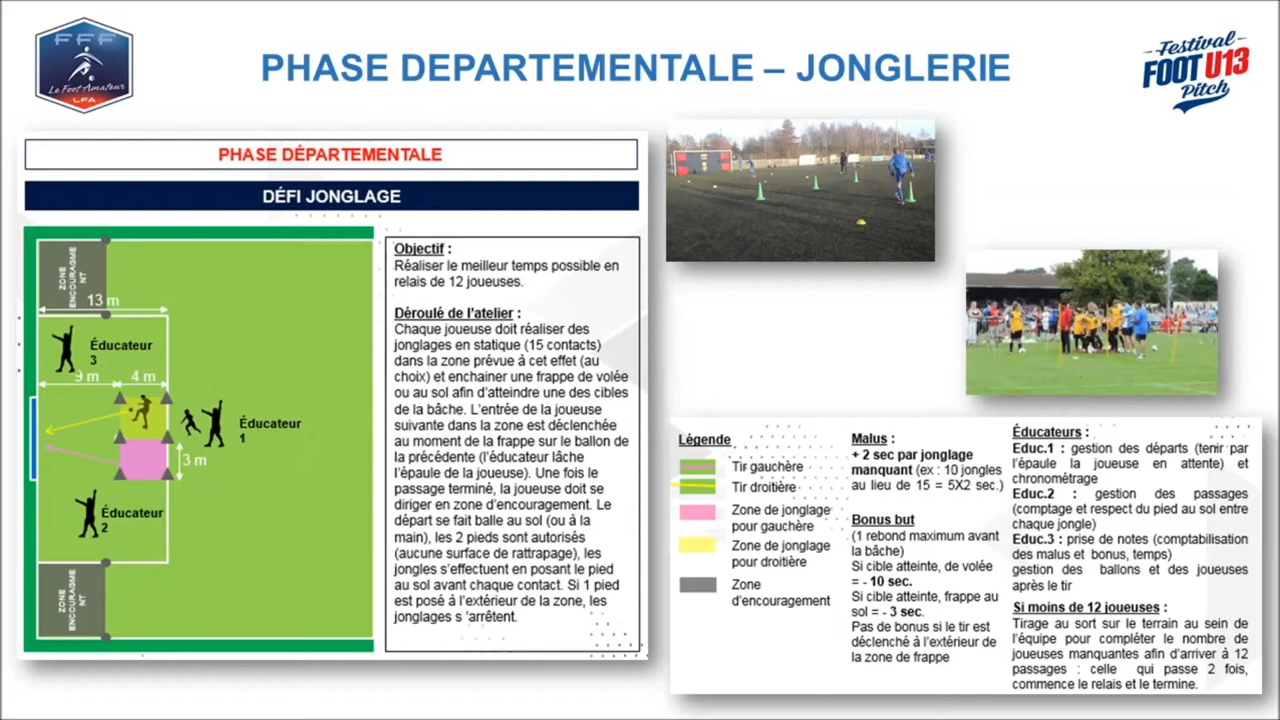 FFF
Le Foot Amateur
LFA
PHASE DEPARTEMENTALE – JONGLERIE
Festival
FOOT U13
Pitch
PHASE DÉPARTEMENTALE
DÉFI JONGLAGE
ZONE
ENCOURAGME
NT
13 m
Éducateur
3
9 m
4 m
Éducateur
1
3 m
Éducateur
2
ZONE
ENCOURAGME
NT
Objectif :
Réaliser le meilleur temps possible en
relais de 12 joueuses.
Déroulé de l’atelier :
Chaque joueuse doit réaliser des
jonglages en statique (15 contacts)
dans la zone prévue à cet effet (au
choix) et enchainer une frappe de volée
ou au sol afin d’atteindre une des cibles
de la bâche. L’entrée de la joueuse
suivante dans la zone est déclenchée
au moment de la frappe sur le ballon de
la précédente (l’éducateur lâche
l’épaule de la joueuse). Une fois le
passage terminé, la joueuse doit se
diriger en zone d’encouragement. Le
départ se fait balle au sol (ou à la
main), les 2 pieds sont autorisés
(aucune surface de rattrapage), les
jongles s’effectuent en posant le pied
au sol avant chaque contact. Si 1 pied
est posé à l’extérieur de la zone, les
jonglages s ’arrêtent.
Légende
Tir gauchère
Tir droitière
Zone de jonglage
pour gauchère
Zone de jonglage
pour droitière
Zone
d’encouragement
Malus :
+ 2 sec par jonglage
manquant (ex : 10 jongles
au lieu de 15 = 5X2 sec.)
Bonus but
(1 rebond maximum avant
la bâche)
Si cible atteinte, de volée
= - 10 sec.
Si cible atteinte, frappe au
sol = - 3 sec.
Pas de bonus si le tir est
déclenché à l’extérieur de
la zone de frappe
Éducateurs :
Educ.1 : gestion des départs (tenir par
l’épaule la joueuse en attente) et
chronométrage
Educ.2 : gestion des passages
(comptage et respect du pied au sol entre
chaque jongle)
Educ.3 : prise de notes (comptabilisation
des malus et bonus, temps)
gestion des ballons et des joueuses
après le tir
Si moins de 12 joueuses :
Tirage au sort sur le terrain au sein de
l’équipe pour compléter le nombre de
joueuses manquantes afin d’arriver à 12
passages : celle qui passe 2 fois,
commence le relais et le termine.